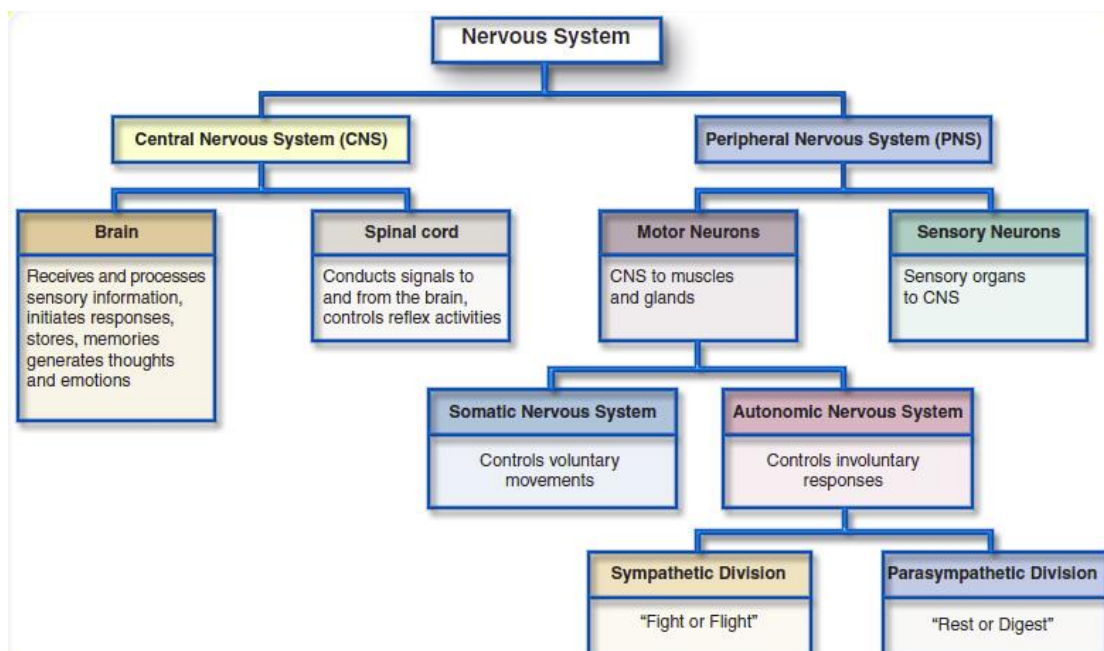 Nervous System
Central Nervous System (CNS)
Peripheral Nervous System (PNS)
Brain
Receives and processes
sensory information,
initiates responses,
stores, memories
generates thoughts
and emotions
Spinal cord
Conducts signals to
and from the brain,
controls reflex activities
Motor Neurons
CNS to muscles
and glands
Sensory Neurons
Sensory organs
to CNS
Somatic Nervous System
Controls voluntary
movements
Autonomic Nervous System
Controls involuntary
responses
Sympathetic Division
“Fight or Flight”
Parasympathetic Division
“Rest or Digest”